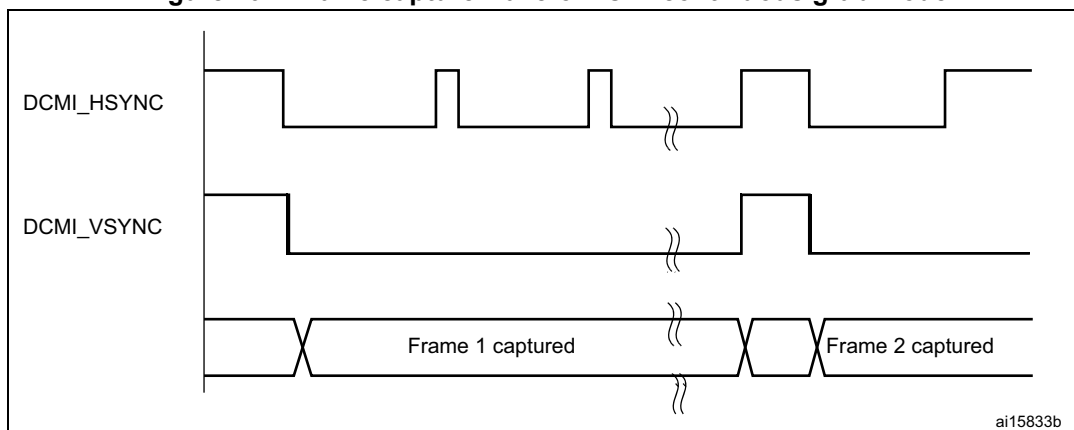 DCMI_HSYNC
DCMI_VSYNC
Frame 1 captured
Frame 2 captured
ai15833b